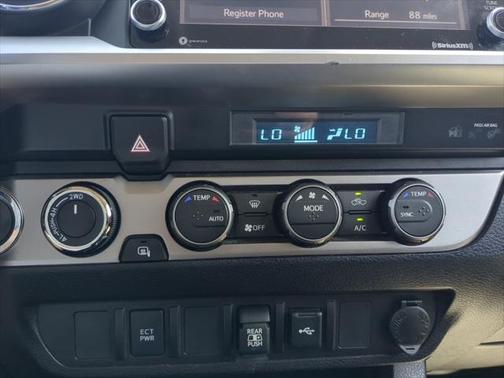 Register Phone
Range 88 miles
SiriusXM
LO LO
PASS AIR BAG
2WD
4H
4L
TEMP
AUTO
OFF
MODE
A/C
TEMP
SYNC
ECT
PWR
REAR
PUSH